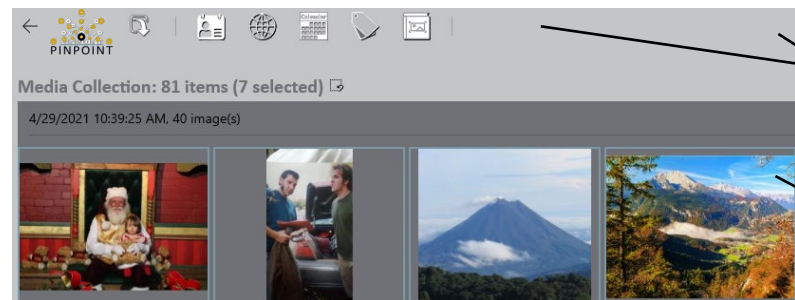 Calendar
PINPOINT
Media Collection: 81 items (7 selected)
4/29/2021 10:39:25 AM, 40 image(s)